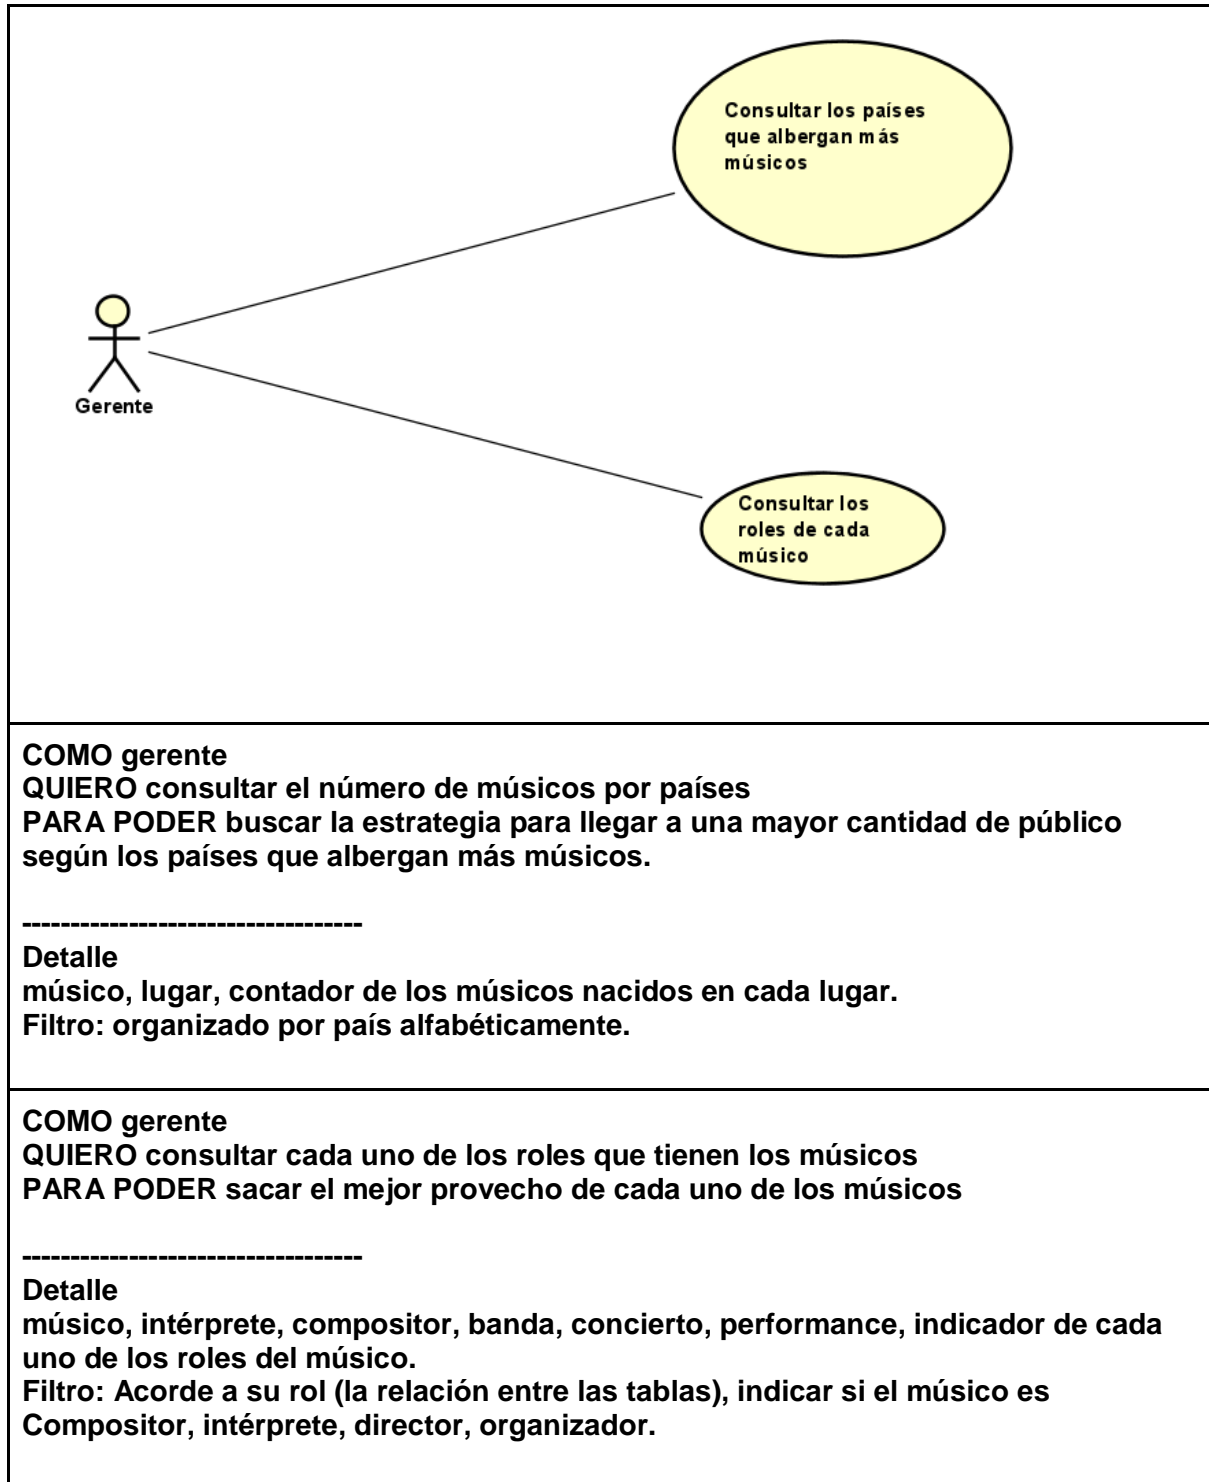 Consultar los países
que albergan más
músicos
Gerente
Consultar los
roles de cada
músico
COMO gerente
QUIERO consultar el número de músicos por países
PARA PODER buscar la estrategia para llegar a una mayor cantidad de público
según los países que albergan más músicos.
-----------------------------------
Detalle
músico, lugar, contador de los músicos nacidos en cada lugar.
Filtro: organizado por país alfabéticamente.
COMO gerente
QUIERO consultar cada uno de los roles que tienen los músicos
PARA PODER sacar el mejor provecho de cada uno de los músicos
-----------------------------------
Detalle
músico, intérprete, compositor, banda, concierto, performance, indicador de cada
uno de los roles del músico.
Filtro: Acorde a su rol (la relación entre las tablas), indicar si el músico es
Compositor, intérprete, director, organizador.